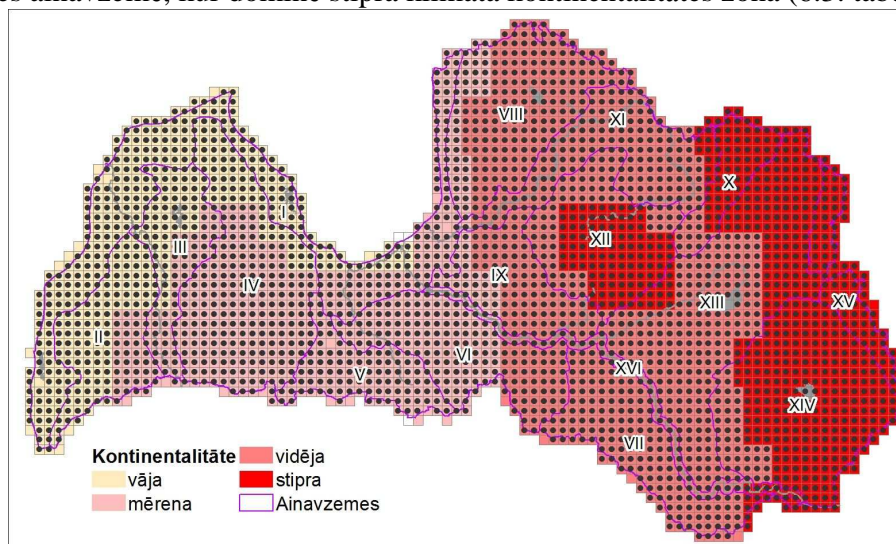 VIII
XI
X
I
XII
III
IV
IX
XIII
XV
II
VI
V
XVI
XIV
VII
Kontinentalitāte
vidēja
vāja
stipra
mērena
Ainavzemes